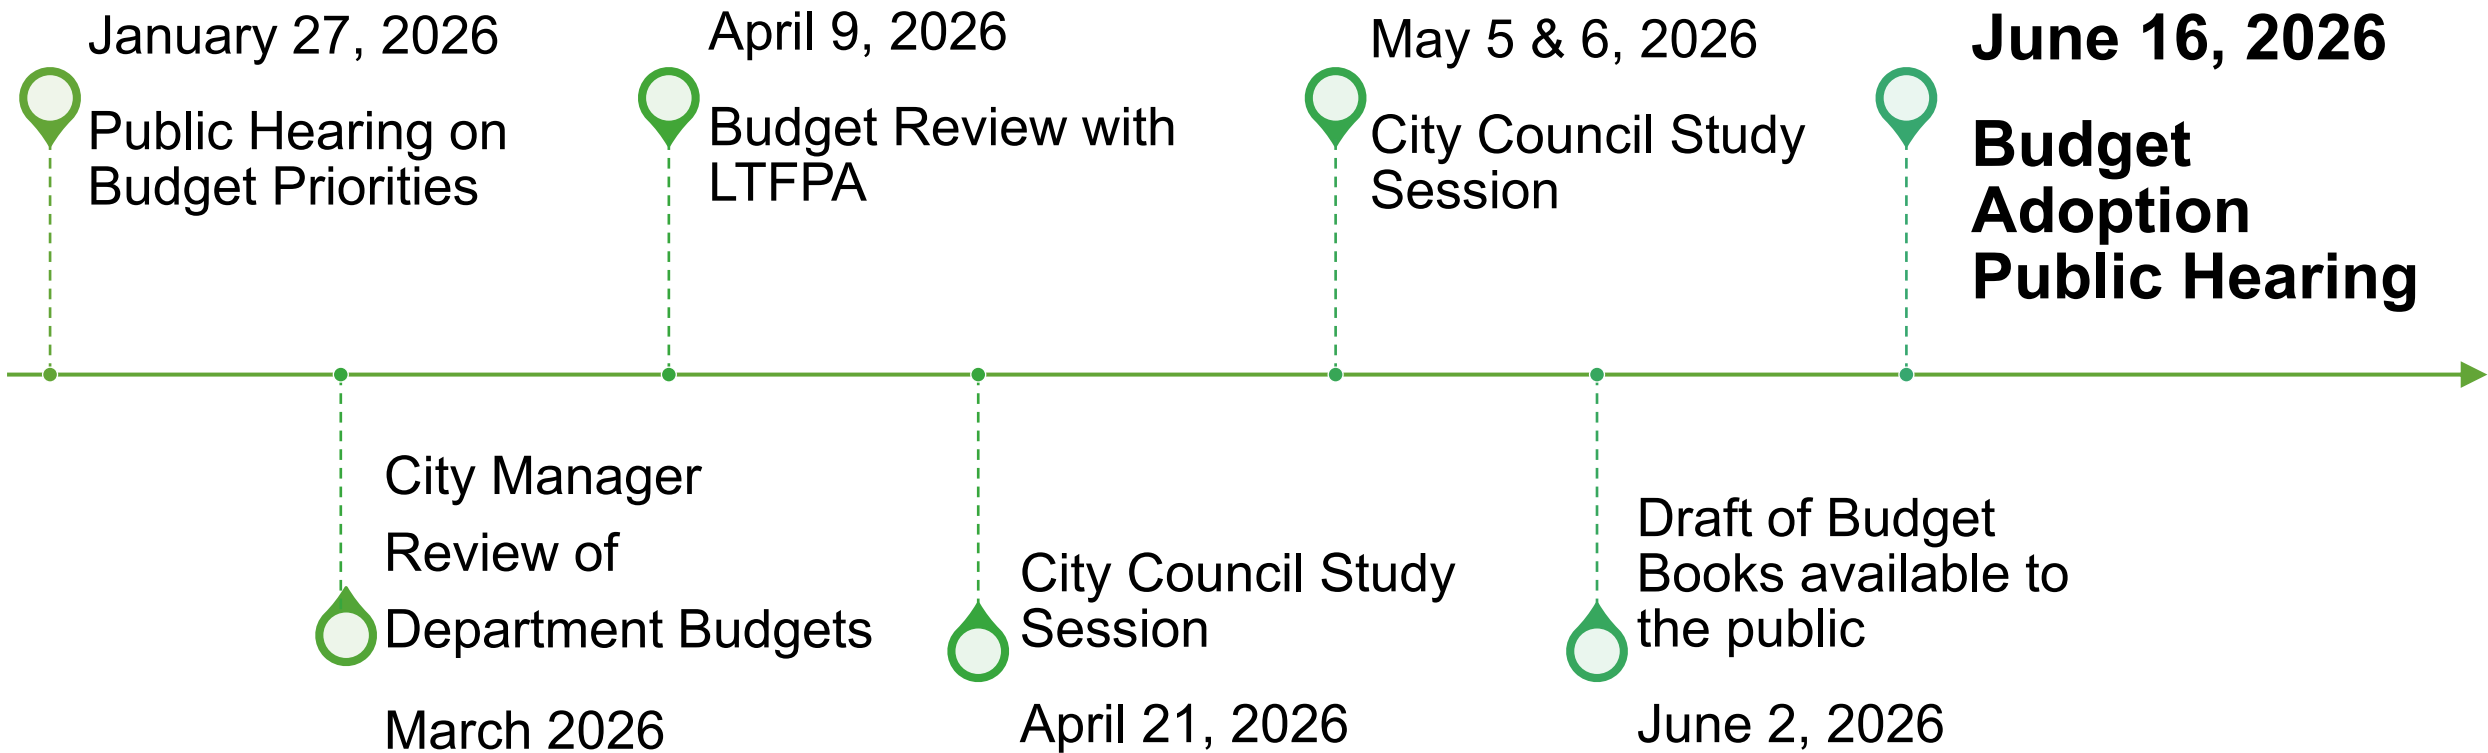 January 27, 2026
Public Hearing on
Budget Priorities
City Manager
Review of
Department Budgets
March 2026
April 9, 2026
Budget Review with
LTFPA
City Council Study
Session
April 21, 2026
May 5 & 6, 2026
City Council Study
Session
Draft of Budget
Books available to
the public
June 2, 2026
June 16, 2026
Budget
Adoption
Public Hearing